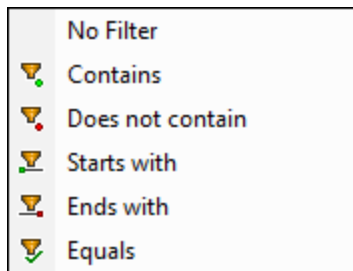 No Filter
Contains
Does not contain
Starts with
Ends with
Equals